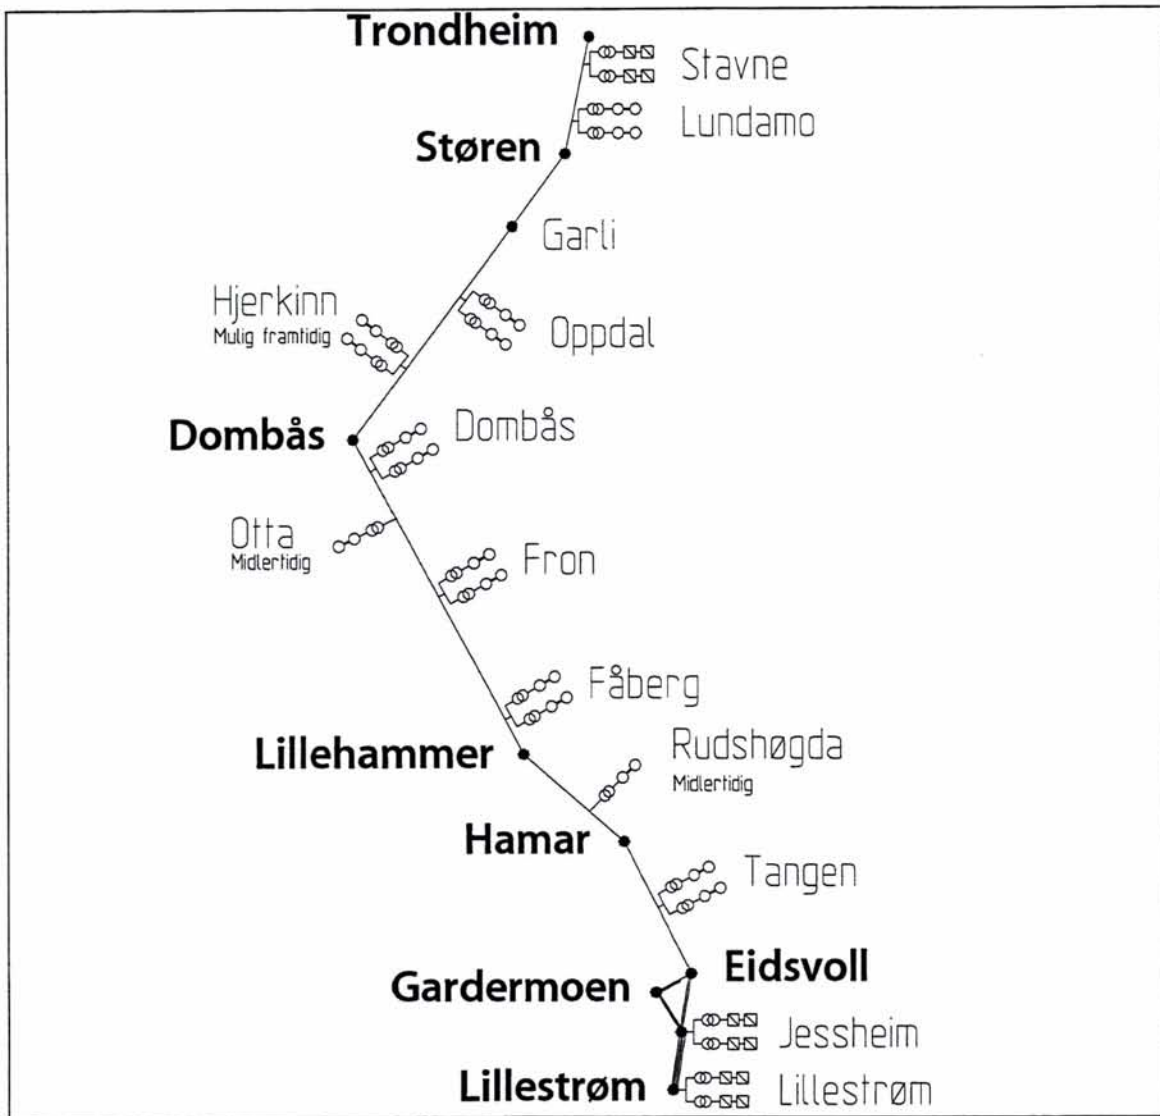 Trondheim
Stavne
Lundamo
Støren
Garli
Hjerkinn
Mulig framtidig
Oppdal
Dombås
Dombås
Otta
Midlertidig
Fron
Fåberg
Rudshøgda
Midlertidig
Lillehammer
Hamar
Tangen
Eidsvoll
Gardermoen
Jessheim
Lillestrøm
Lillestrøm